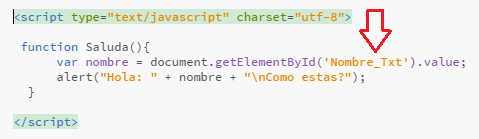 <script type="text/javascript" charset="utf-8">
function Saluda(){
var nombre = document.getElementById('Nombre_Txt').value;
alert("Hola: " + nombre + "\nComo estas?");
}
</script>